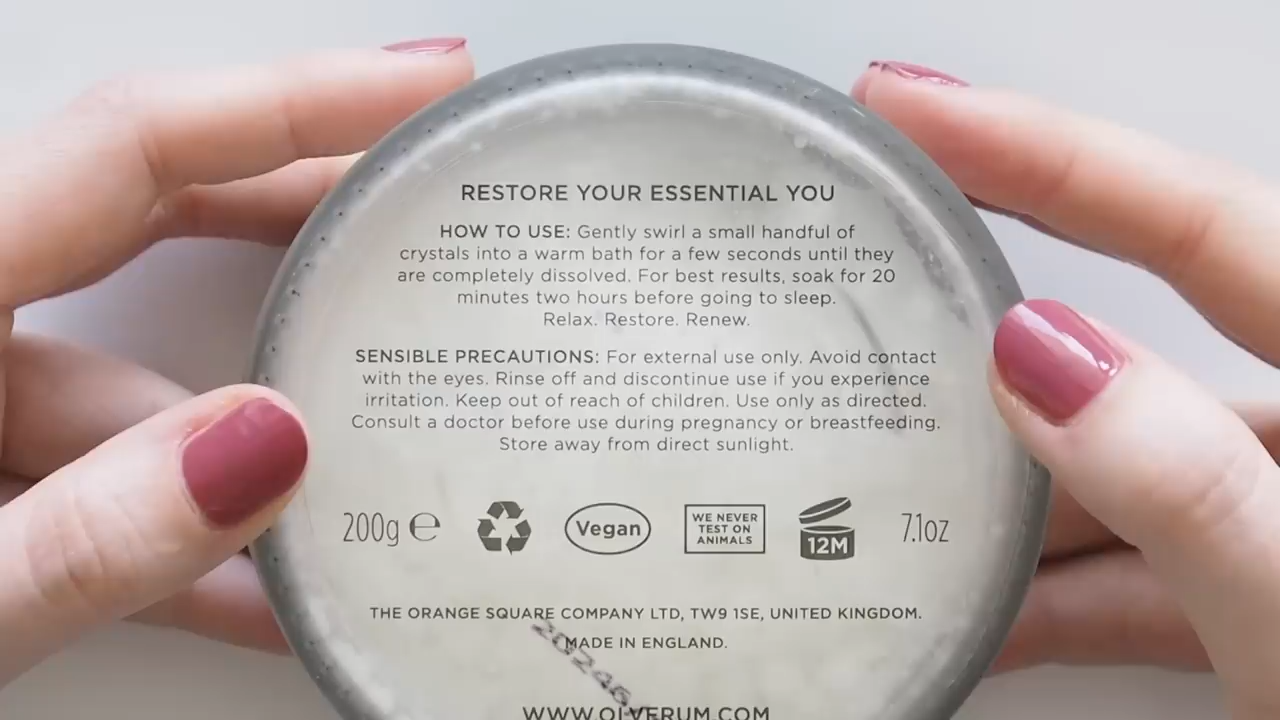 RESTORE YOUR ESSENTIAL YOU
HOW TO USE: Gently swirl a small handful of
crystals into a warm bath for a few seconds until they
are completely dissolved. For best results, soak for 20
minutes two hours before going to sleep.
Relax. Restore. Renew.
SENSIBLE PRECAUTIONS: For external use only. Avoid contact
with the eyes. Rinse off and discontinue use if you experience
irritation. Keep out of reach of children. Use only as directed.
Consult a doctor before use during pregnancy or breastfeeding.
Store away from direct sunlight.
200g ℮ Vegan WE NEVER TEST ON ANIMALS 12M 7.1oz
THE ORANGE SQUARE COMPANY LTD, TW9 1SE, UNITED KINGDOM.
MADE IN ENGLAND.
WWW.OLVERUM.COM